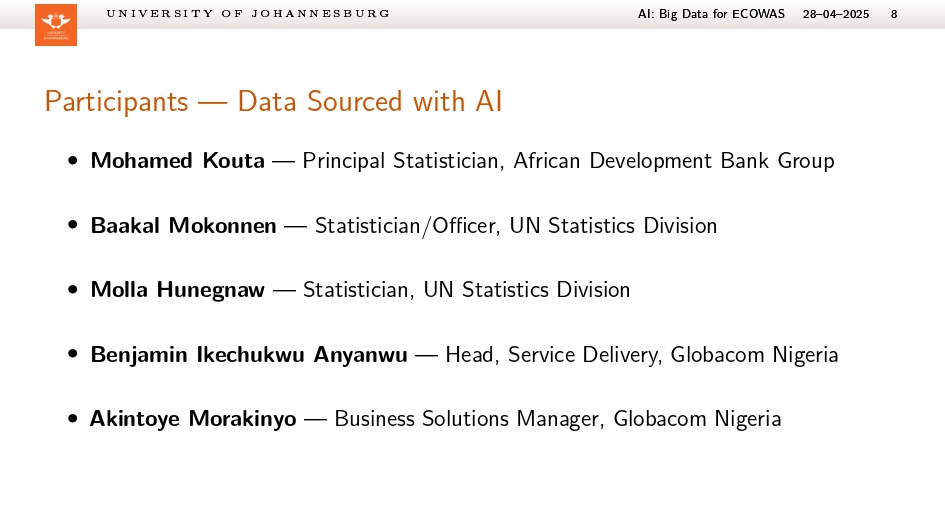 UNIVERSITY OF JOHANNESBURG
AI: Big Data for ECOWAS 28–04–2025 8
UNIVERSITY
JOHANNESBURG
Participants — Data Sourced with AI
• Mohamed Kouta — Principal Statistician, African Development Bank Group
• Baakal Mokonnen — Statistician/Officer, UN Statistics Division
• Molla Hunegnaw — Statistician, UN Statistics Division
• Benjamin Ikechukwu Anyanwu — Head, Service Delivery, Globacom Nigeria
• Akintoye Morakinyo — Business Solutions Manager, Globacom Nigeria